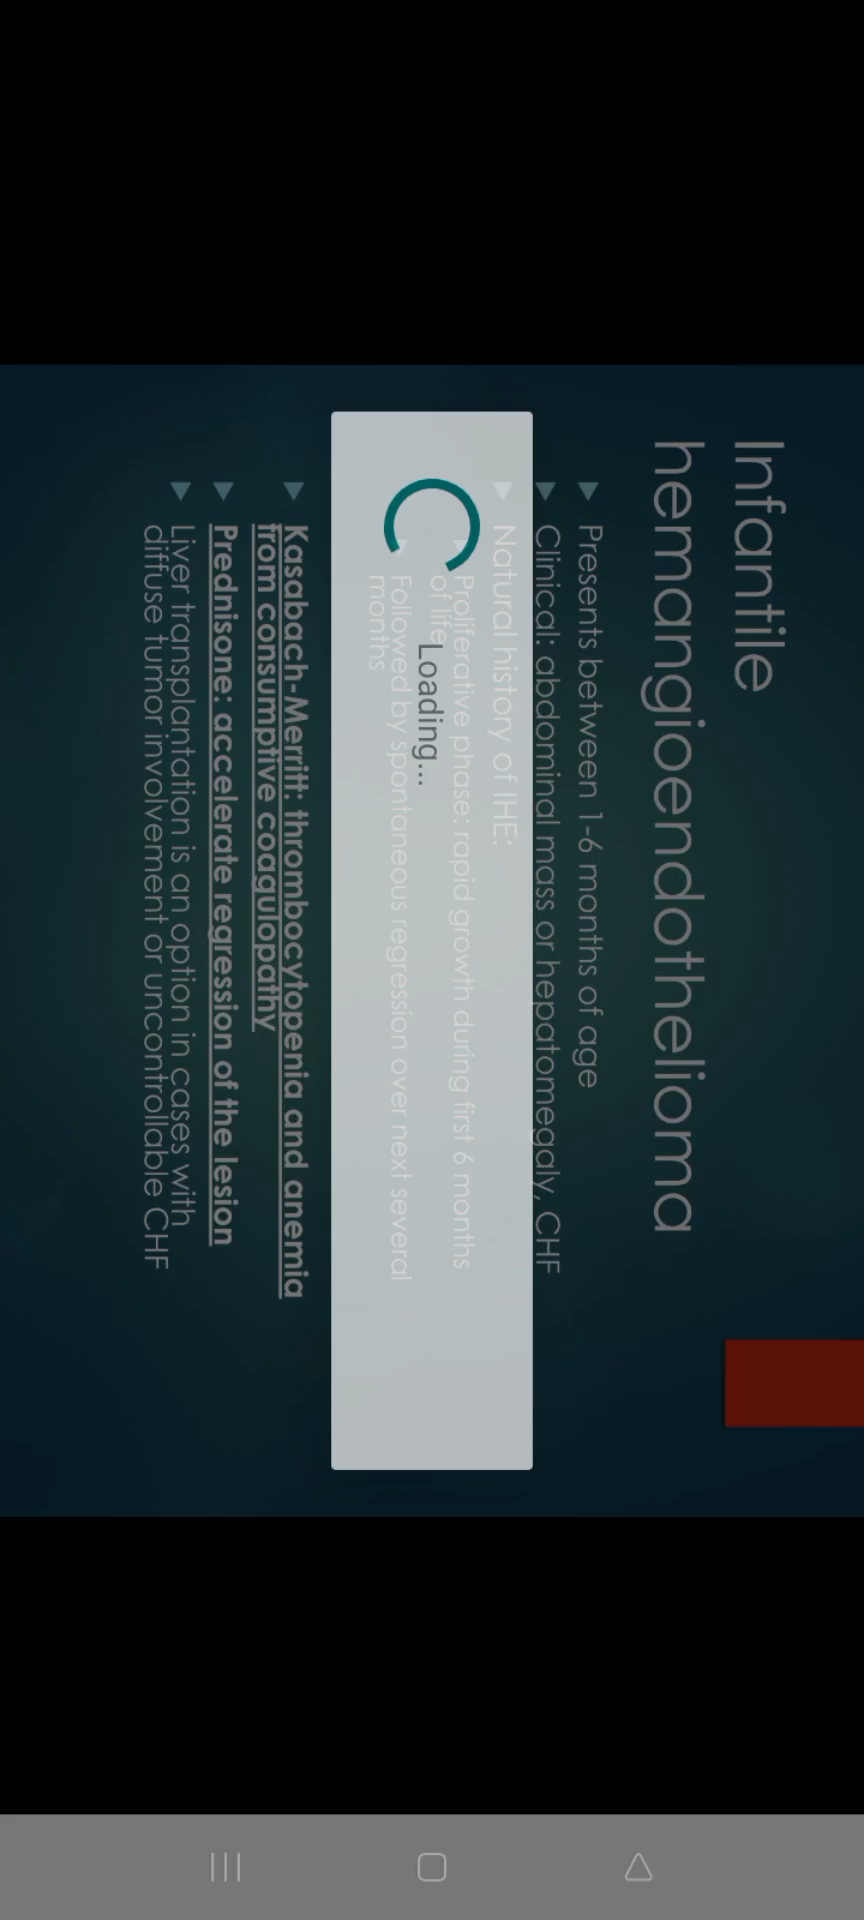 Infantile
hemangioendothelioma
Presents between 1-6 months of age
Clinical: abdominal mass or hepatomegaly, CHF
Natural history of IHE:
Proliferative phase: rapid growth during first 6 months
of life
Followed by spontaneous regression over next several
months
Loading...
Kasabach-Merritt: thrombocytopenia and anemia
from consumptive coagulopathy
Prednisone: accelerate regression of the lesion
Liver transplantation is an option in cases with
diffuse tumor involvement or uncontrollable CHF